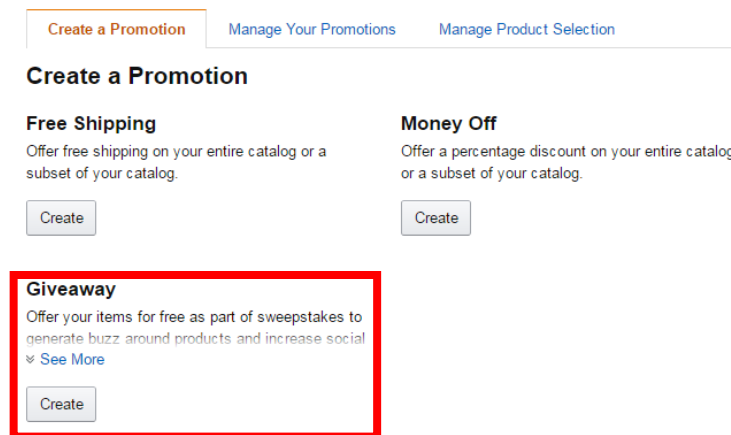 Create a Promotion Manage Your Promotions Manage Product Selection
Create a Promotion
Free Shipping
Offer free shipping on your entire catalog or a
subset of your catalog.
Create
Money Off
Offer a percentage discount on your entire catalog
or a subset of your catalog.
Create
Giveaway
Offer your items for free as part of sweepstakes to
generate buzz around products and increase social
See More
Create